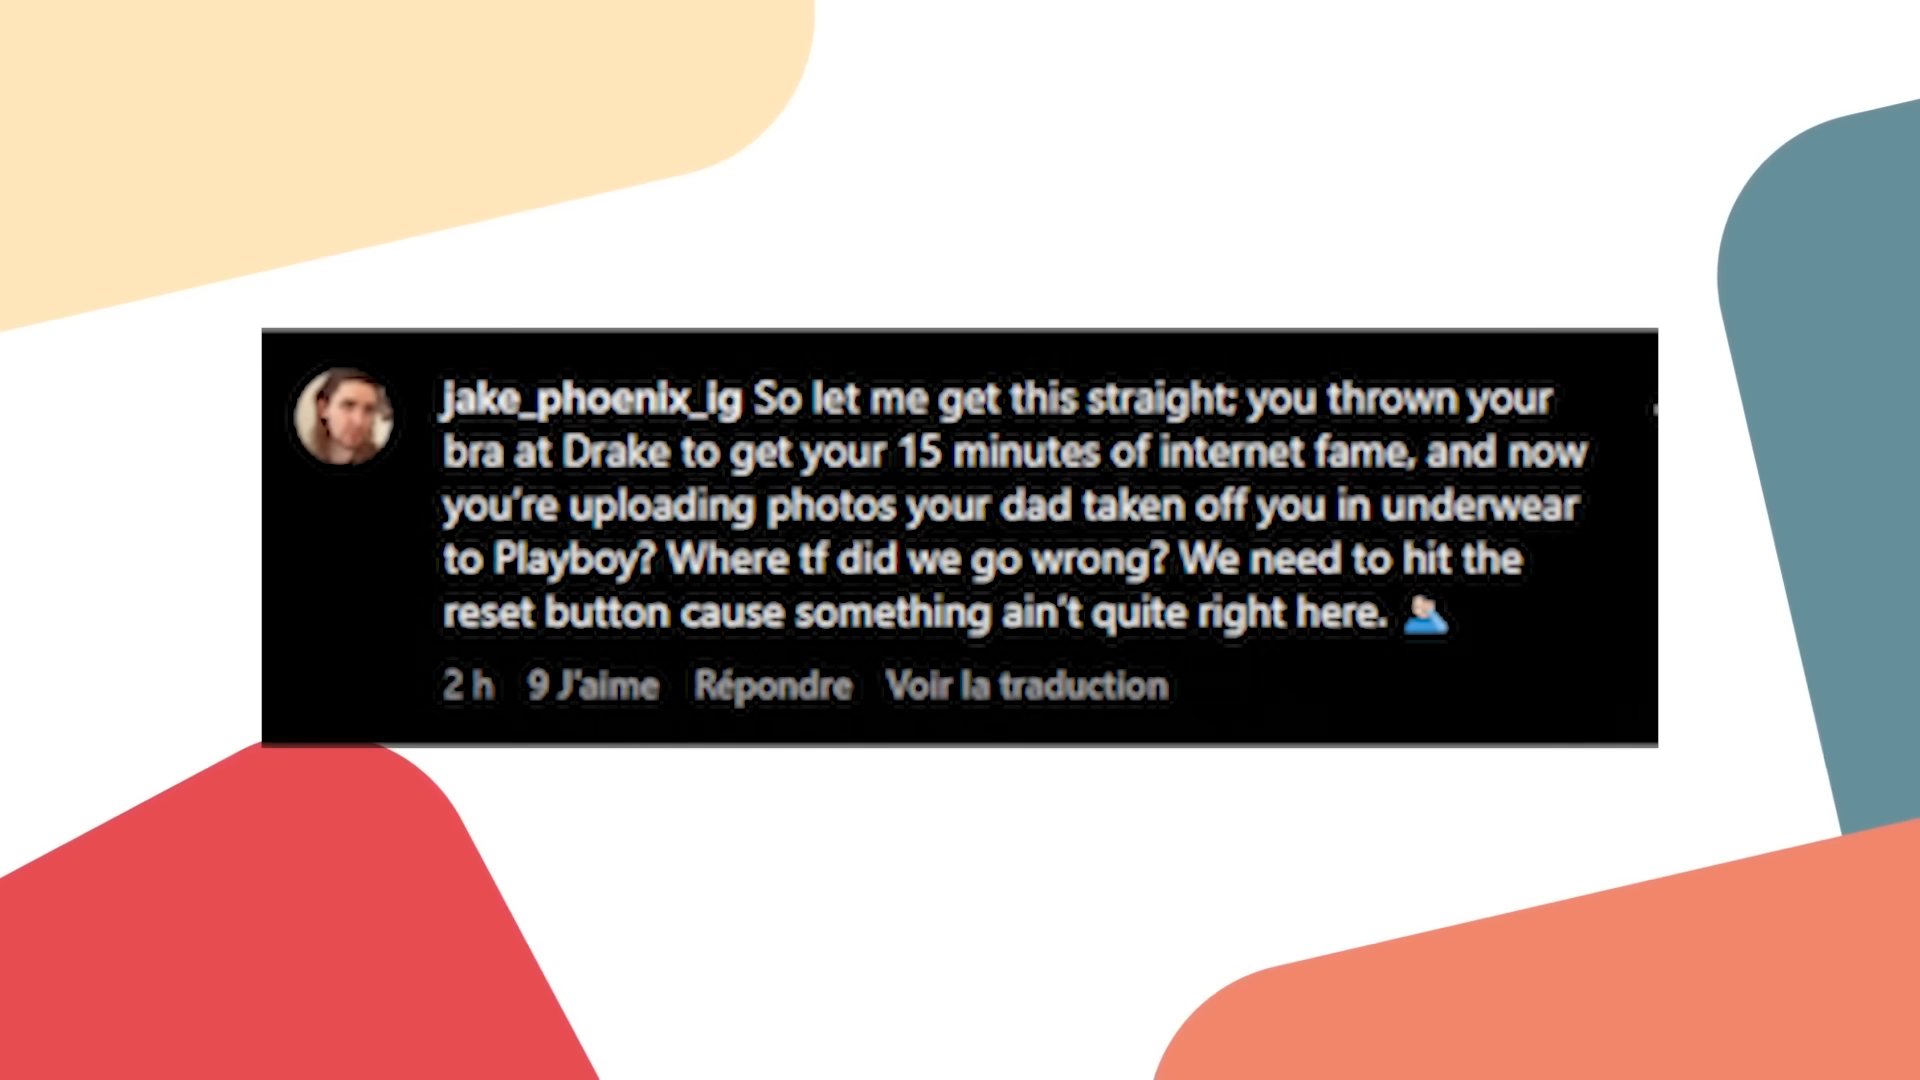 jake_phoenix_ig So let me get this straight; you thrown your
bra at Drake to get your 15 minutes of internet fame, and now
you're uploading photos your dad taken off you in underwear
to Playboy? Where tf did we go wrong? We need to hit the
reset button cause something ain't quite right here. 🤦🏻‍♂️
2 h 9 J'aime Répondre Voir la traduction